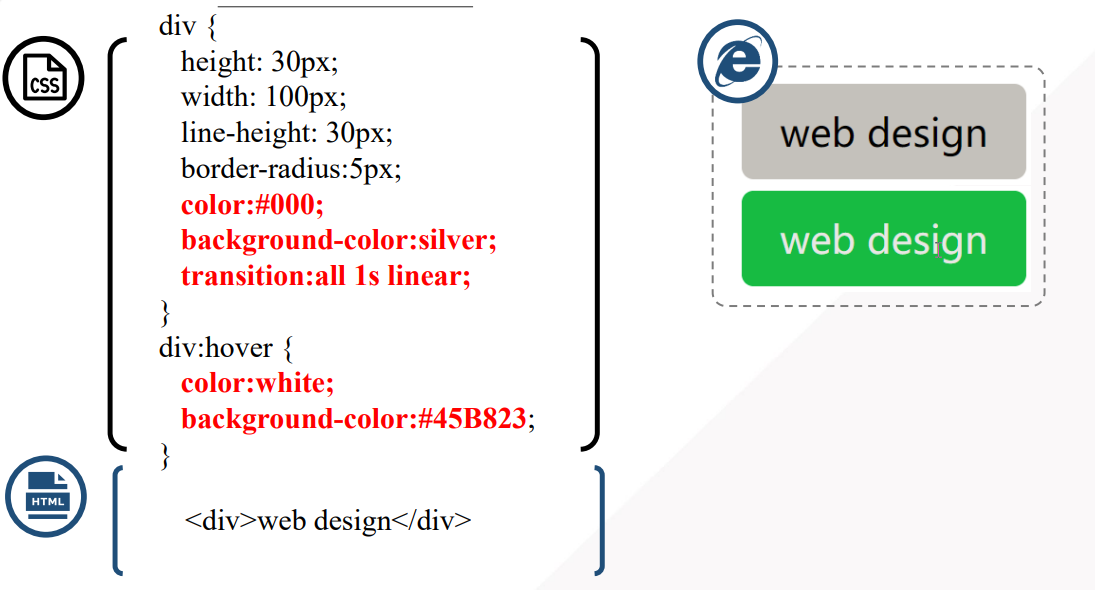 div {
height: 30px;
width: 100px;
line-height: 30px;
border-radius:5px;
color:#000;
background-color:silver;
transition:all 1s linear;
}
div:hover {
color:white;
background-color:#45B823;
}
<div>web design</div>
CSS
HTML
web design
web design